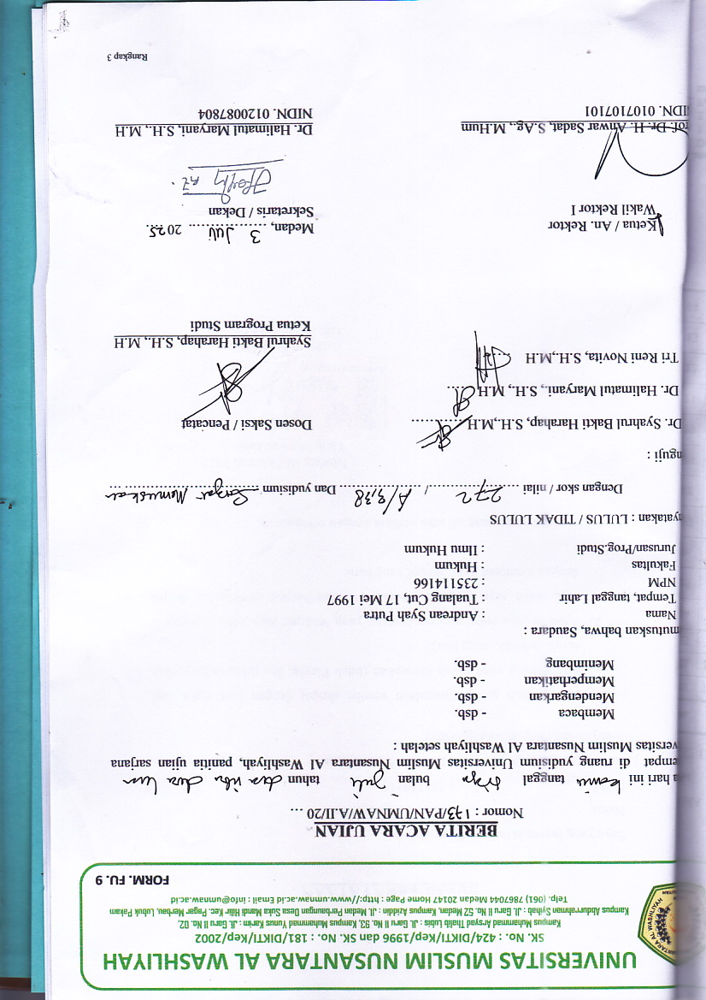 UNIVERSITAS MUSLIM NUSANTARA AL WASHLIYAH
SK. No. : 424/DIKTI/Kep/1996 dan SK. No. : 181/DIKTI/Kep/2002
Kampus Muhammad Arsyad Thalib Lubis : Jl. Garu II No. 93, Kampus Muhammad Yunus Karim : Jl. Garu II No. 02,
Kampus Abdurrahman Syihab : Jl. Garu II No. 52 Medan, Kampus Aziddin : Jl. Medan Perbaungan Desa Suka Mandi Hilir Kec. Pagar Merbau, Lubuk Pakam
Telp. (061) 7867044 Medan 20147 Home Page : http://www.umnaw.ac.id Email : info@umnaw.ac.id
FORM. FU. 9
BERITA ACARA UJIAN
Nomor : 173/PAN/UMNAW/A.II/20 ...
a hari ini kamis tanggal tiga bulan juli tahun dua ribu dua lima
empat di ruang yudisium Universitas Muslim Nusantara Al Washliyah, panitia ujian sarjana
versitas Muslim Nusantara Al Washliyah setelah :
Membaca - dsb.
Mendengarkan - dsb.
Memperhatikan - dsb.
Menimbang - dsb.
mutuskan bahwa, Saudara :
Nama : Andrean Syah Putra
Tempat, tanggal Lahir : Tualang Cut, 17 Mei 1997
NPM : 235114166
Fakultas : Hukum
Jurusan/Prog.Studi : Ilmu Hukum
yatakan : LULUS / TIDAK LULUS
Dengan skor / nilai 272 / A/3,38 Dan yudisium Sangat Memuaskan
nguji :
Dr. Syahrul Bakti Harahap, S.H.,M.H
Dr. Halimatul Maryani., S.H., M.H
Tri Reni Novita, S.H.,M.H
Dosen Saksi / Pencatat
Syahrul Bakti Harahap, S.H., M.H
Ketua Program Studi
Ketua / An. Rektor
Wakil Rektor I
rof. Dr. H. Anwar Sadat, S.Ag., M.Hum
IDN. 0107107101
Medan, 3 Juli 2025
Sekretaris / Dekan
Dr. Halimatul Maryani, S.H., M.H
NIDN. 0120087804
Rangkap 3